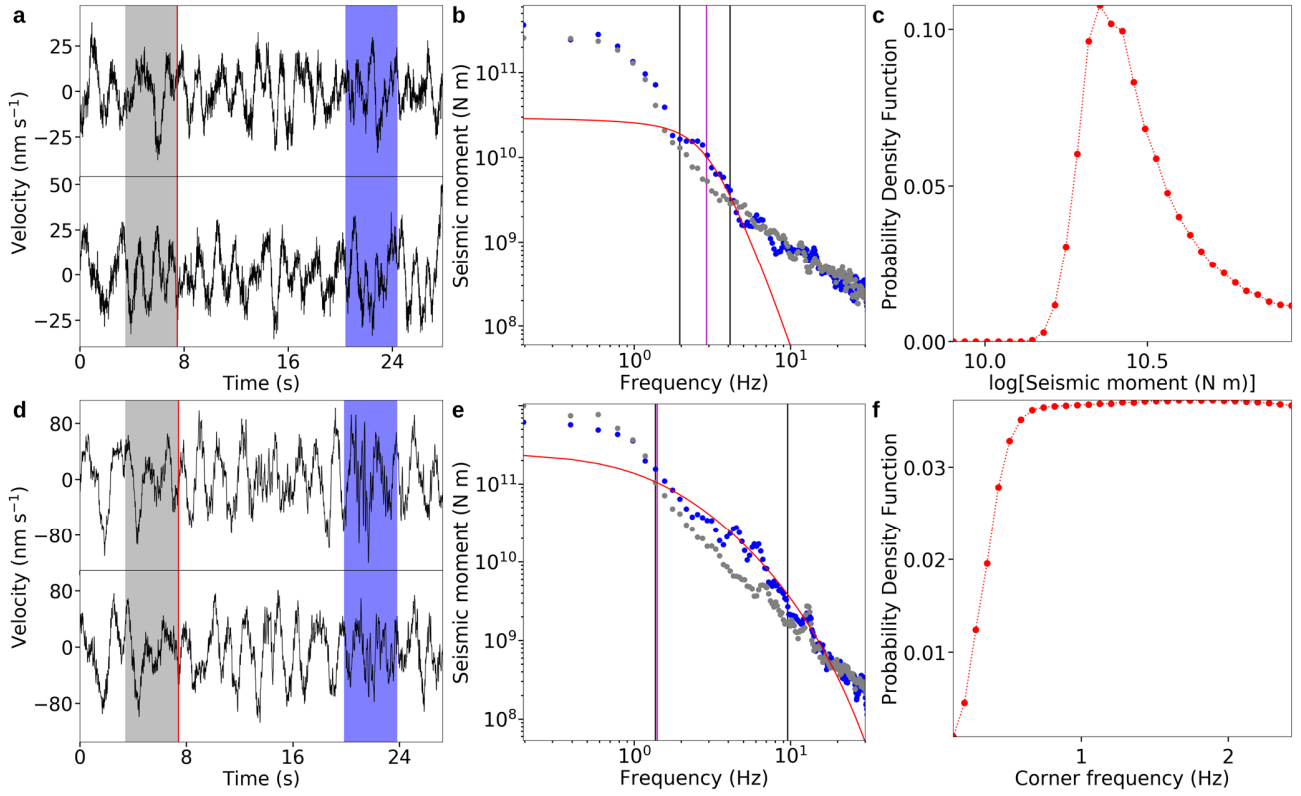 a
25
0
−25
50
25
0
−25
Velocity (nm s⁻¹)
0 8 16 24
Time (s)
b
10¹¹
10¹⁰
10⁹
10⁸
Seismic moment (N m)
10⁰ 10¹
Frequency (Hz)
c
0.10
0.05
0.00
Probability Density Function
10.0 10.5
log[Seismic moment (N m)]
d
80
0
−80
80
0
−80
Velocity (nm s⁻¹)
0 8 16 24
Time (s)
e
10¹¹
10¹⁰
10⁹
10⁸
Seismic moment (N m)
10⁰ 10¹
Frequency (Hz)
f
0.03
0.02
0.01
Probability Density Function
1 2
Corner frequency (Hz)